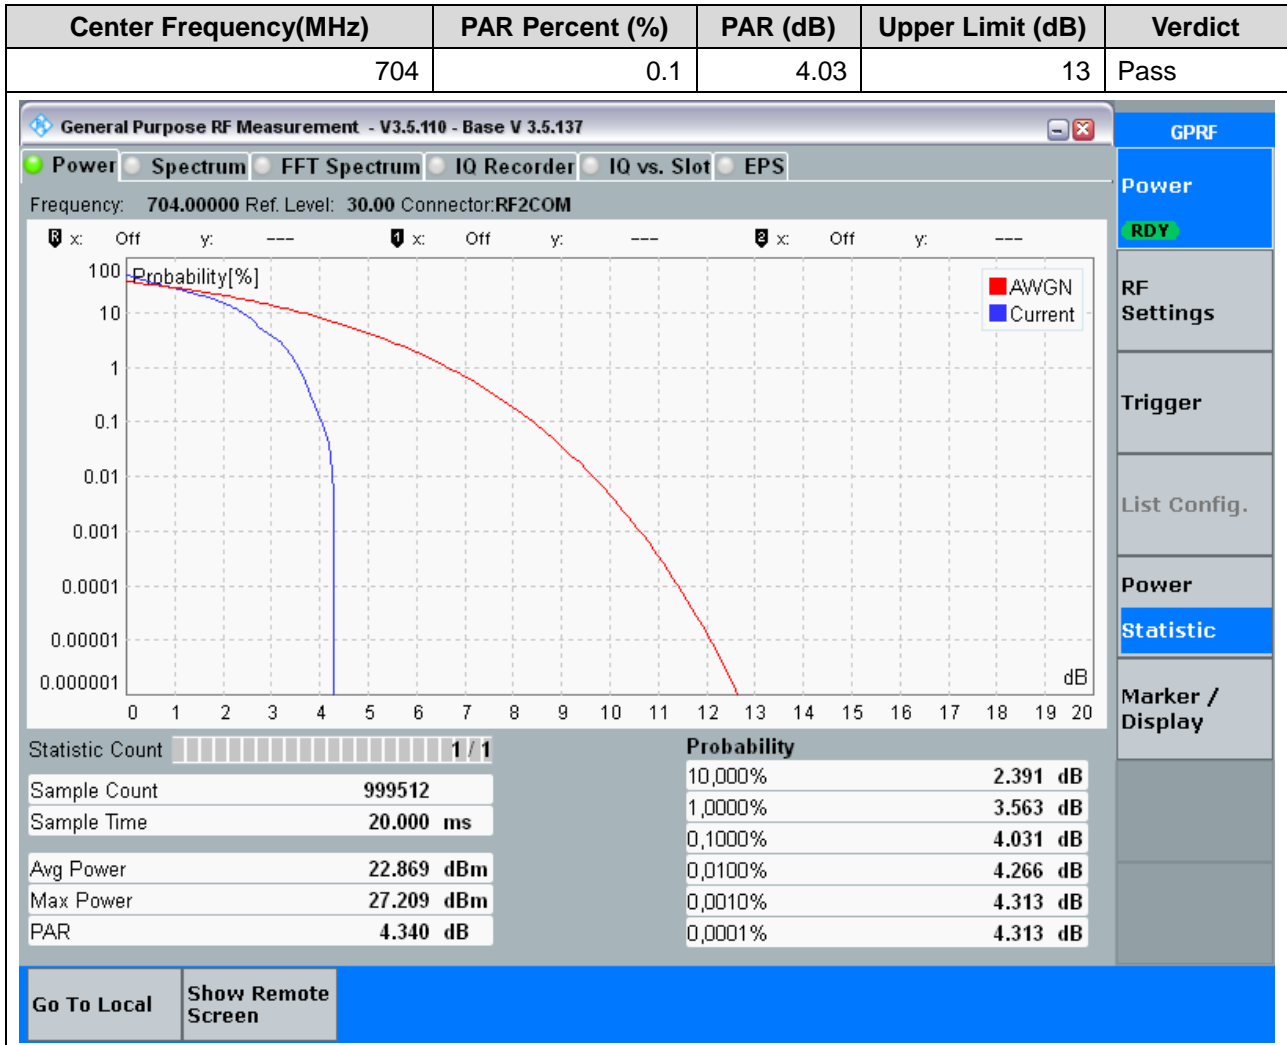 Center Frequency(MHz) PAR Percent (%) PAR (dB) Upper Limit (dB) Verdict
704 0.1 4.03 13 Pass
General Purpose RF Measurement - V3.5.110 - Base V 3.5.137
GPRF
Power Spectrum FFT Spectrum IQ Recorder IQ vs. Slot EPS
Power
RDY
Frequency: 704.00000 Ref. Level: 30.00 Connector:RF2COM
R x: Off y: --- 1 x: Off y: --- 2 x: Off y: ---
Probability[%]
AWGN
Current
100
10
1
0.1
0.01
0.001
0.0001
0.00001
0.000001
dB
0 1 2 3 4 5 6 7 8 9 10 11 12 13 14 15 16 17 18 19 20
RF
Settings
Trigger
List Config.
Power
Statistic
Marker /
Display
Statistic Count 1 / 1
Sample Count 999512
Sample Time 20.000 ms
Avg Power 22.869 dBm
Max Power 27.209 dBm
PAR 4.340 dB
Probability
10,000% 2.391 dB
1,0000% 3.563 dB
0,1000% 4.031 dB
0,0100% 4.266 dB
0,0010% 4.313 dB
0,0001% 4.313 dB
Go To Local
Show Remote
Screen